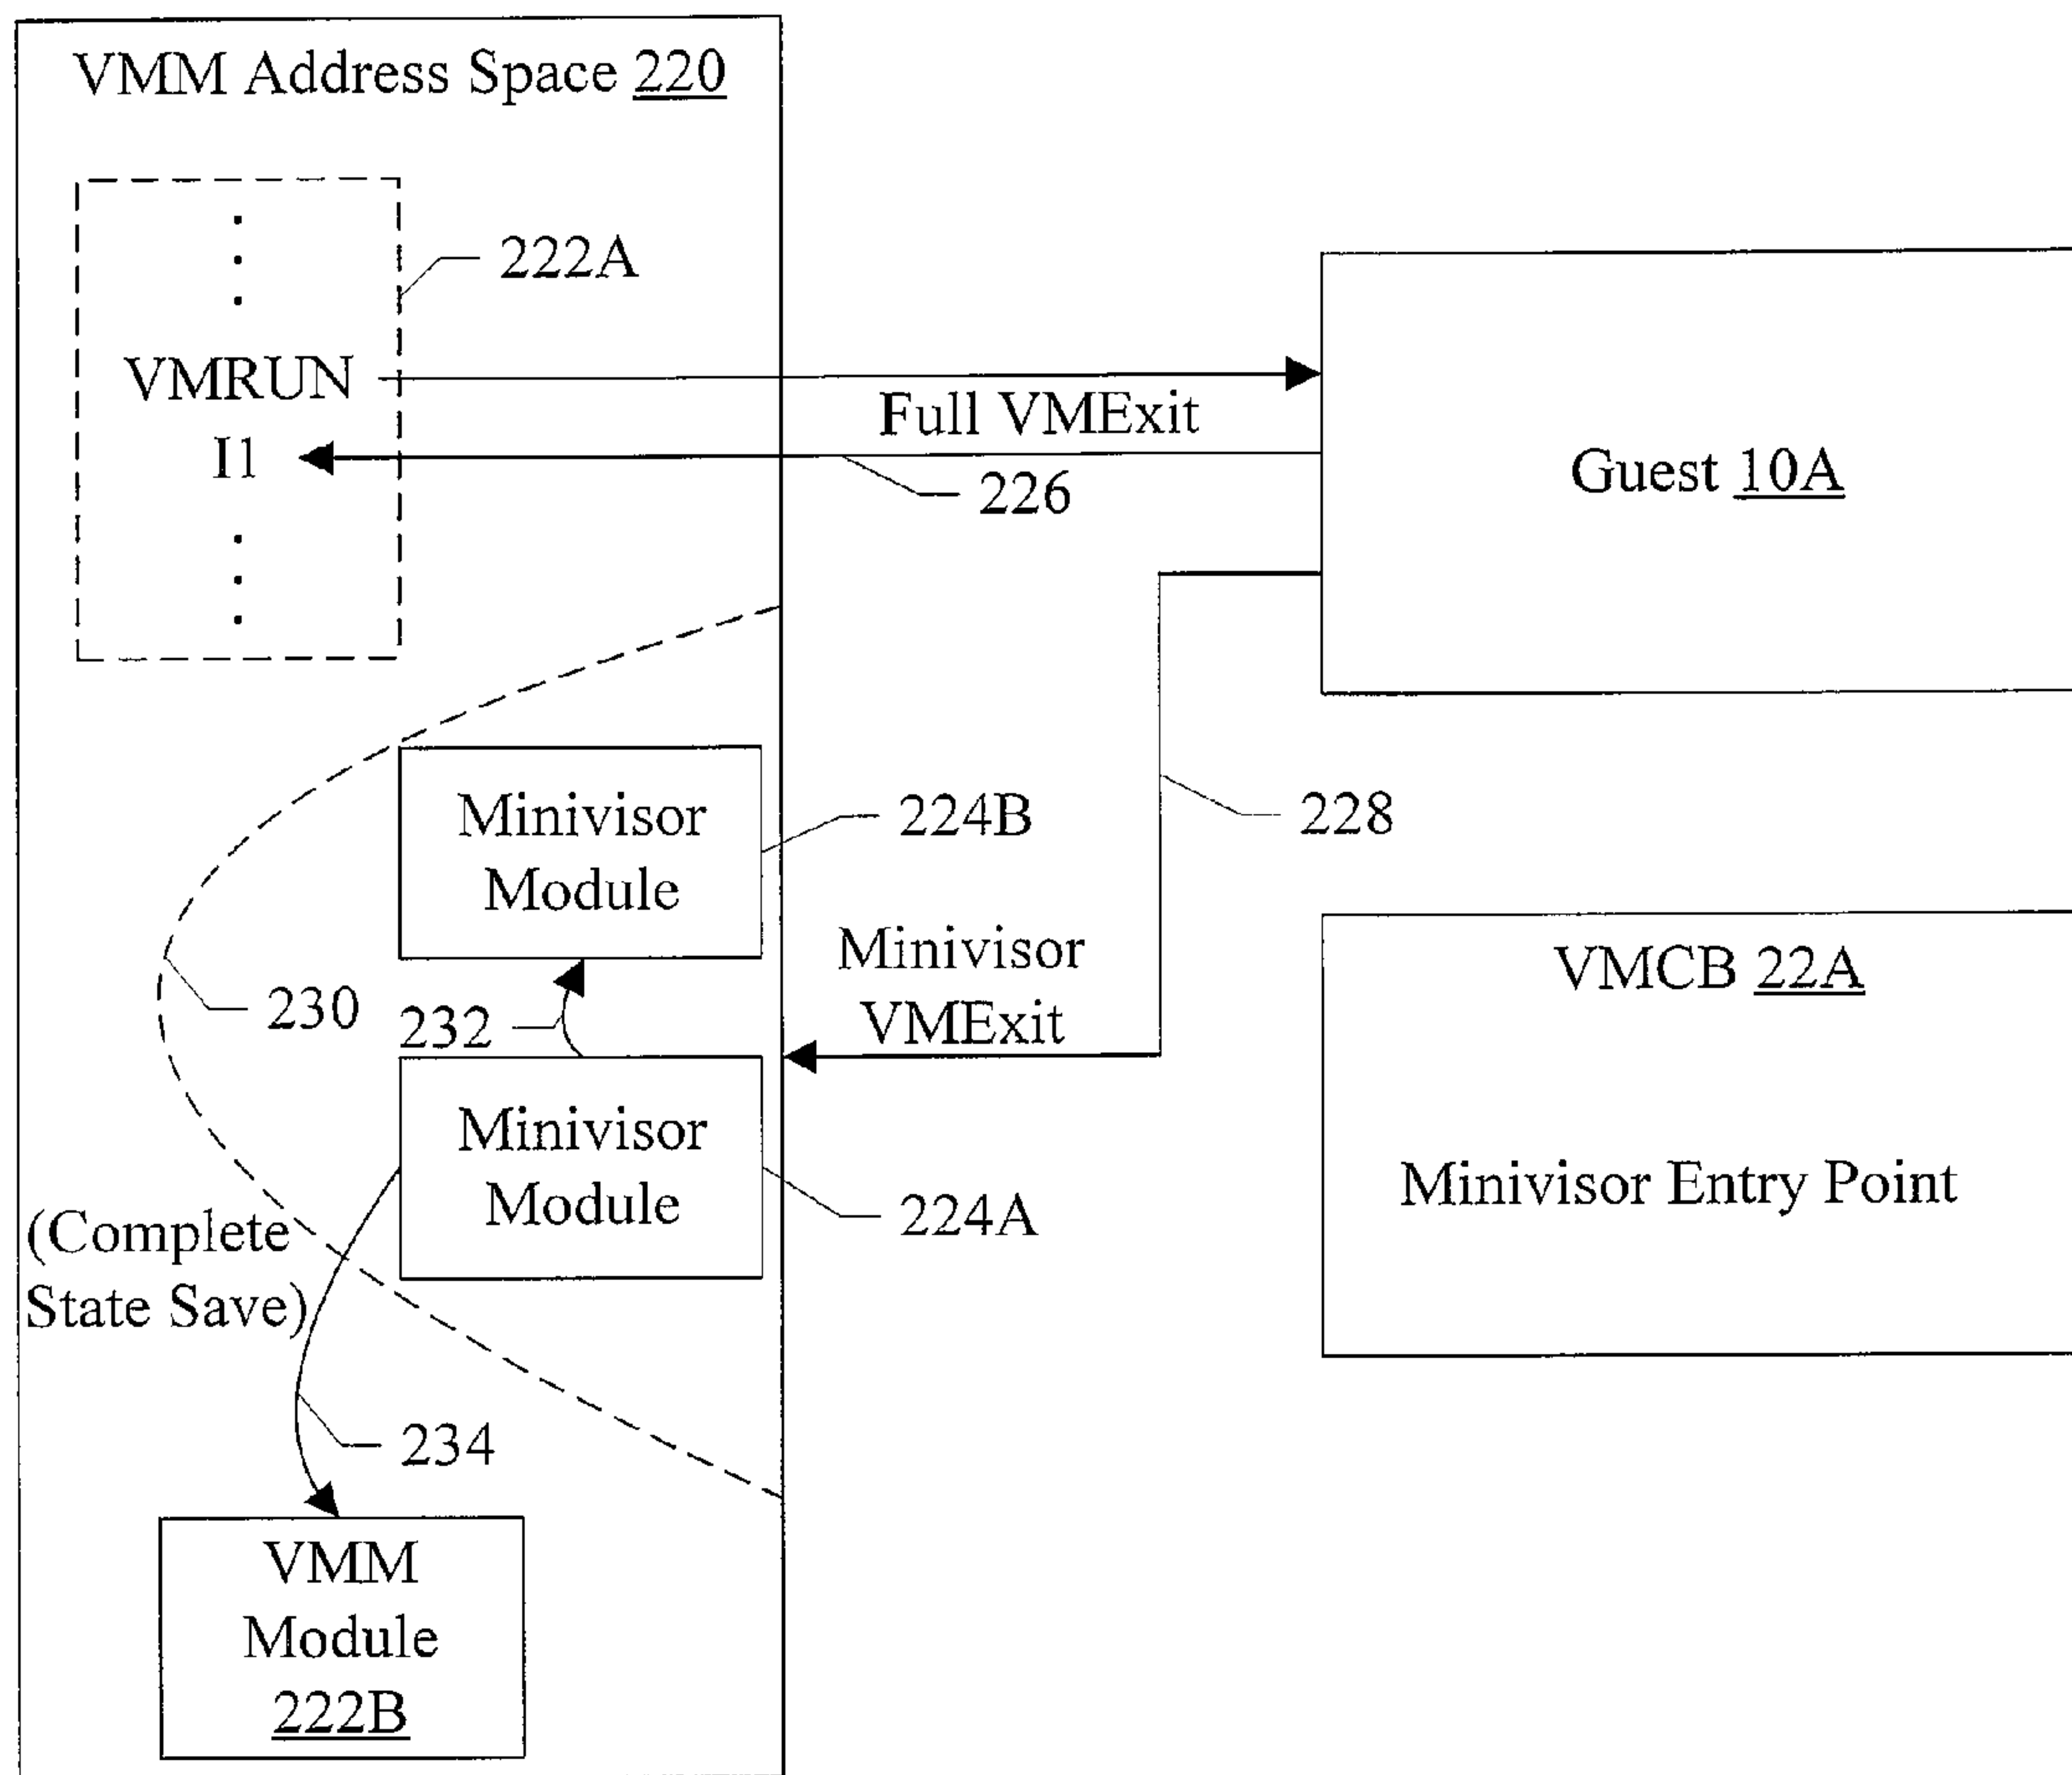 VMM Address Space 220
222A
VMRUN
Full VMExit
I1
226
Guest 10A
Minivisor
Module
224B
228
Minivisor
VMExit
VMCB 22A
230
232
Minivisor
Module
224A
Minivisor Entry Point
(Complete
State Save)
234
VMM
Module
222B